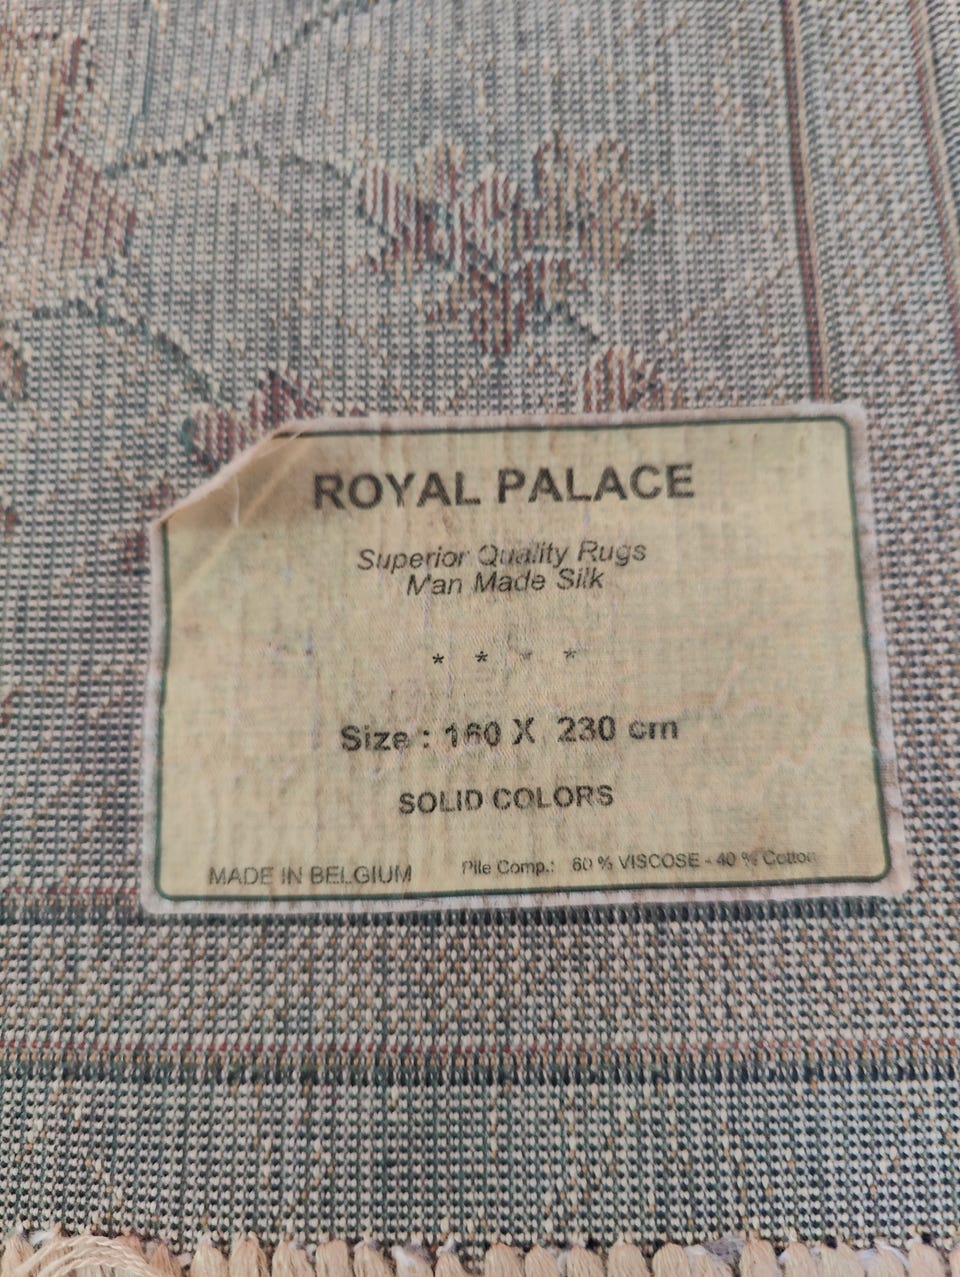 ROYAL PALACE
Superior Quality Rugs
Man Made Silk
* * * *
Size : 160 X 230 cm
SOLID COLORS
MADE IN BELGIUM Pile Comp.: 60 % VISCOSE - 40 % Cotton